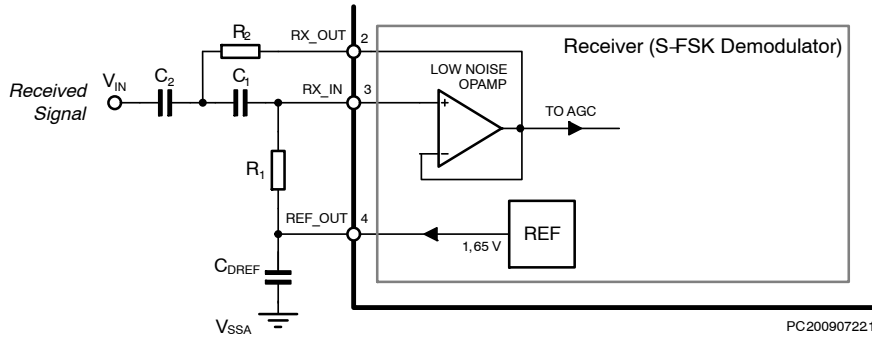 R2
RX_OUT
2
Receiver (S-FSK Demodulator)
Received
Signal
VIN
C2
C1
RX_IN
3
LOW NOISE
OPAMP
+
−
TO AGC
R1
REF_OUT
4
REF
1,65 V
CDREF
VSSA
PC200907221